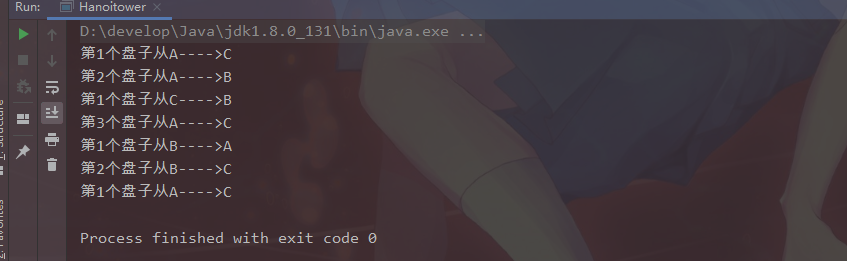 Run: Hanoitower
D:\develop\Java\jdk1.8.0_131\bin\java.exe ...
第1个盘子从A---->C
第2个盘子从A---->B
第1个盘子从C---->B
第3个盘子从A---->C
第1个盘子从B---->A
第2个盘子从B---->C
第1个盘子从A---->C
Process finished with exit code 0